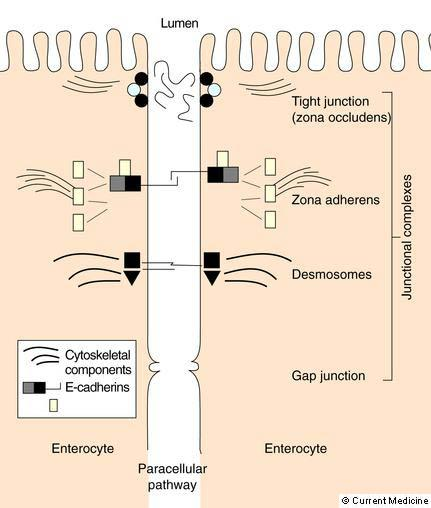 Lumen
Tight junction
(zona occludens)
Zona adherens
Desmosomes
Gap junction
Junctional complexes
Cytoskeletal
components
E-cadherins
Enterocyte
Enterocyte
Paracellular
pathway
© Current Medicine